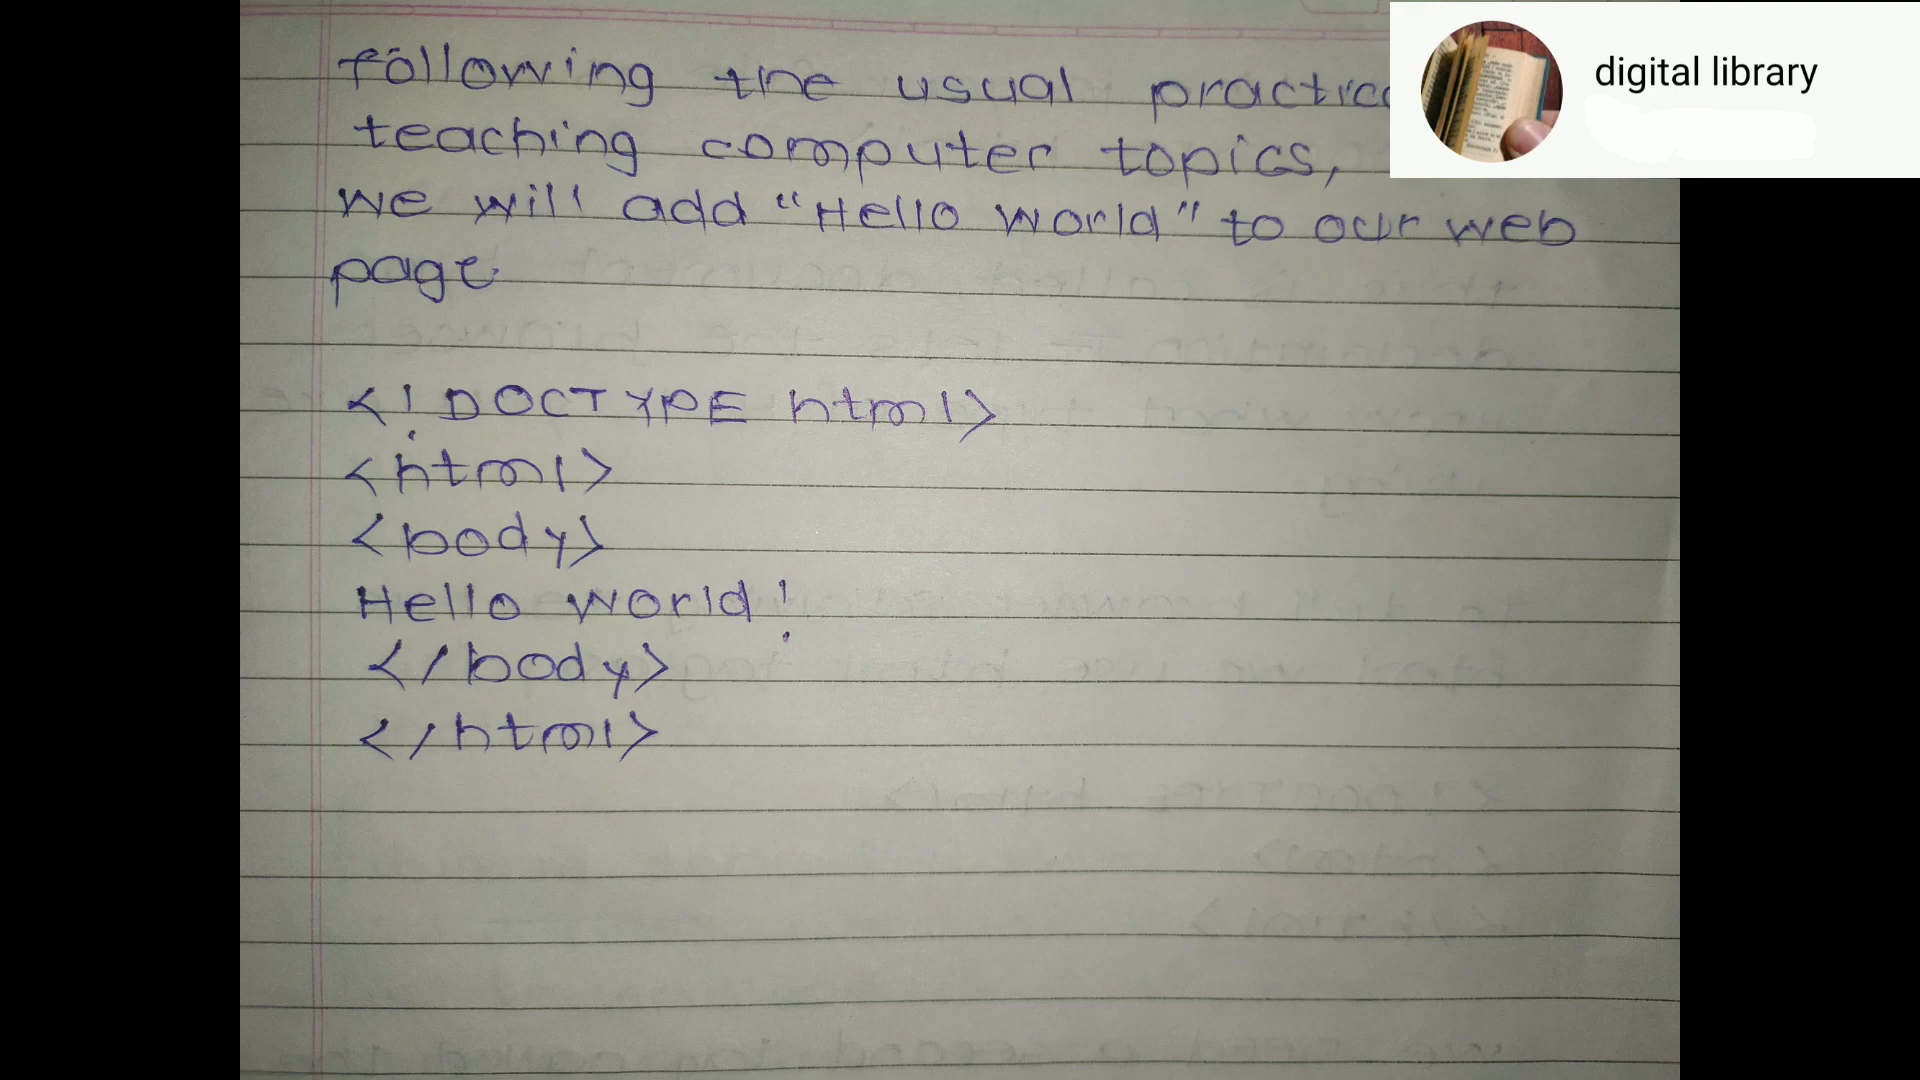 following the usual
teaching computer topics,
we will add "Hello world" to our web
page.
<!DOCTYPE html>
<html>
<body>
Hello world!
</body>
</html>
digital library